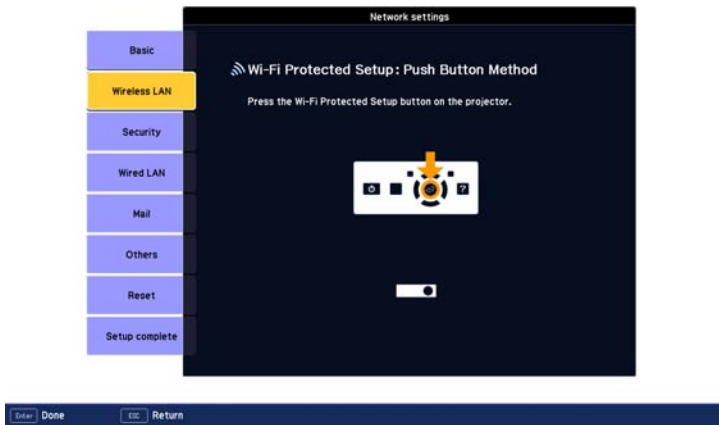 Network settings
Basic
Wireless LAN
Security
Wired LAN
Mail
Others
Reset
Setup complete
Wi-Fi Protected Setup: Push Button Method
Press the Wi-Fi Protected Setup button on the projector.
?
Enter Done
ESC Return